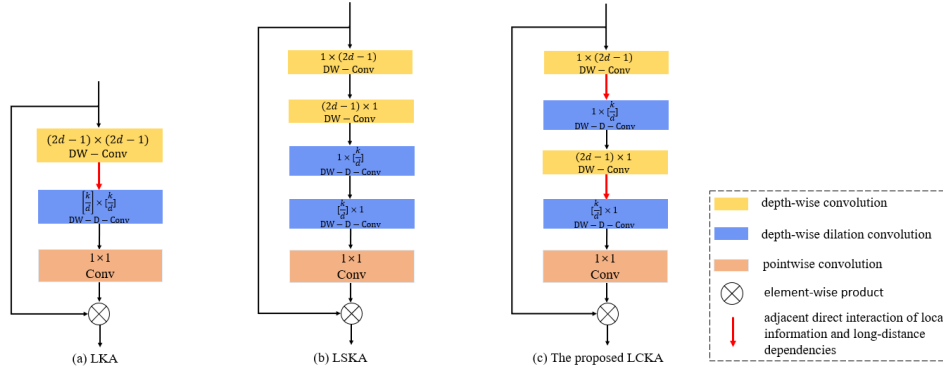 (2d − 1) × (2d − 1)
DW − Conv
[k/d] × [k/d]
DW − D − Conv
1 × 1
Conv
(a) LKA
1 × (2d − 1)
DW − Conv
(2d − 1) × 1
DW − Conv
1 × [k/d]
DW − D − Conv
[k/d] × 1
DW − D − Conv
1 × 1
Conv
(b) LSKA
1 × (2d − 1)
DW − Conv
1 × [k/d]
DW − D − Conv
(2d − 1) × 1
DW − Conv
[k/d] × 1
DW − D − Conv
1 × 1
Conv
(c) The proposed LCKA
depth-wise convolution
depth-wise dilation convolution
pointwise convolution
element-wise product
adjacent direct interaction of loca
information and long-distance
dependencies